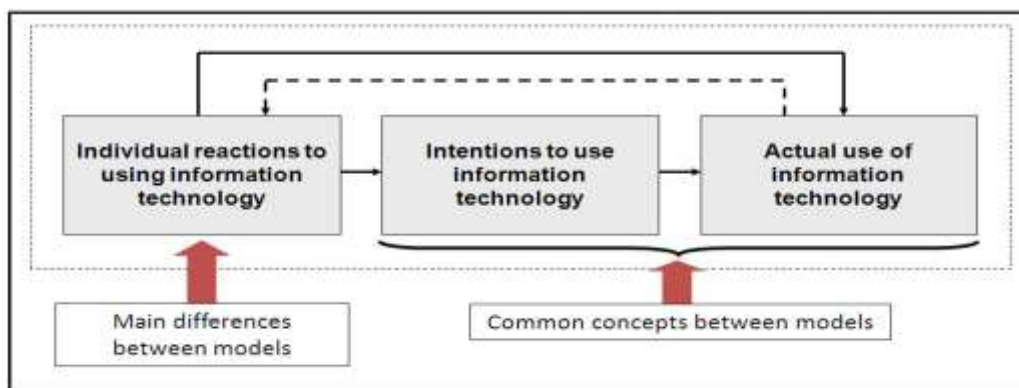 Individual reactions to
using information
technology
Intentions to use
information
technology
Actual use of
information
technology
Main differences
between models
Common concepts between models